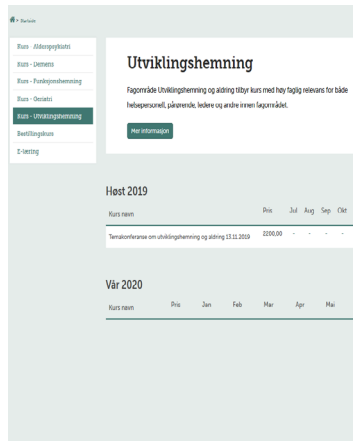 > Startside
Kurs - Alderspsykiatri
Kurs - Demens
Kurs - Funksjonshemning
Kurs - Geriatri
Kurs - Utviklingshemning
Bestillingskurs
E-læring
Utviklingshemning
Fagområde Utviklingshemning og aldring tilbyr kurs med høy faglig relevans for både
helsepersonell, pårørende, ledere og andre innen fagområdet.
Mer informasjon
Høst 2019
Kurs navn Pris Jul Aug Sep Okt
Temakonferanse om utviklingshemning og aldring 13.11.2019 2200,00 - - - -
Vår 2020
Kurs navn Pris Jan Feb Mar Apr Mai